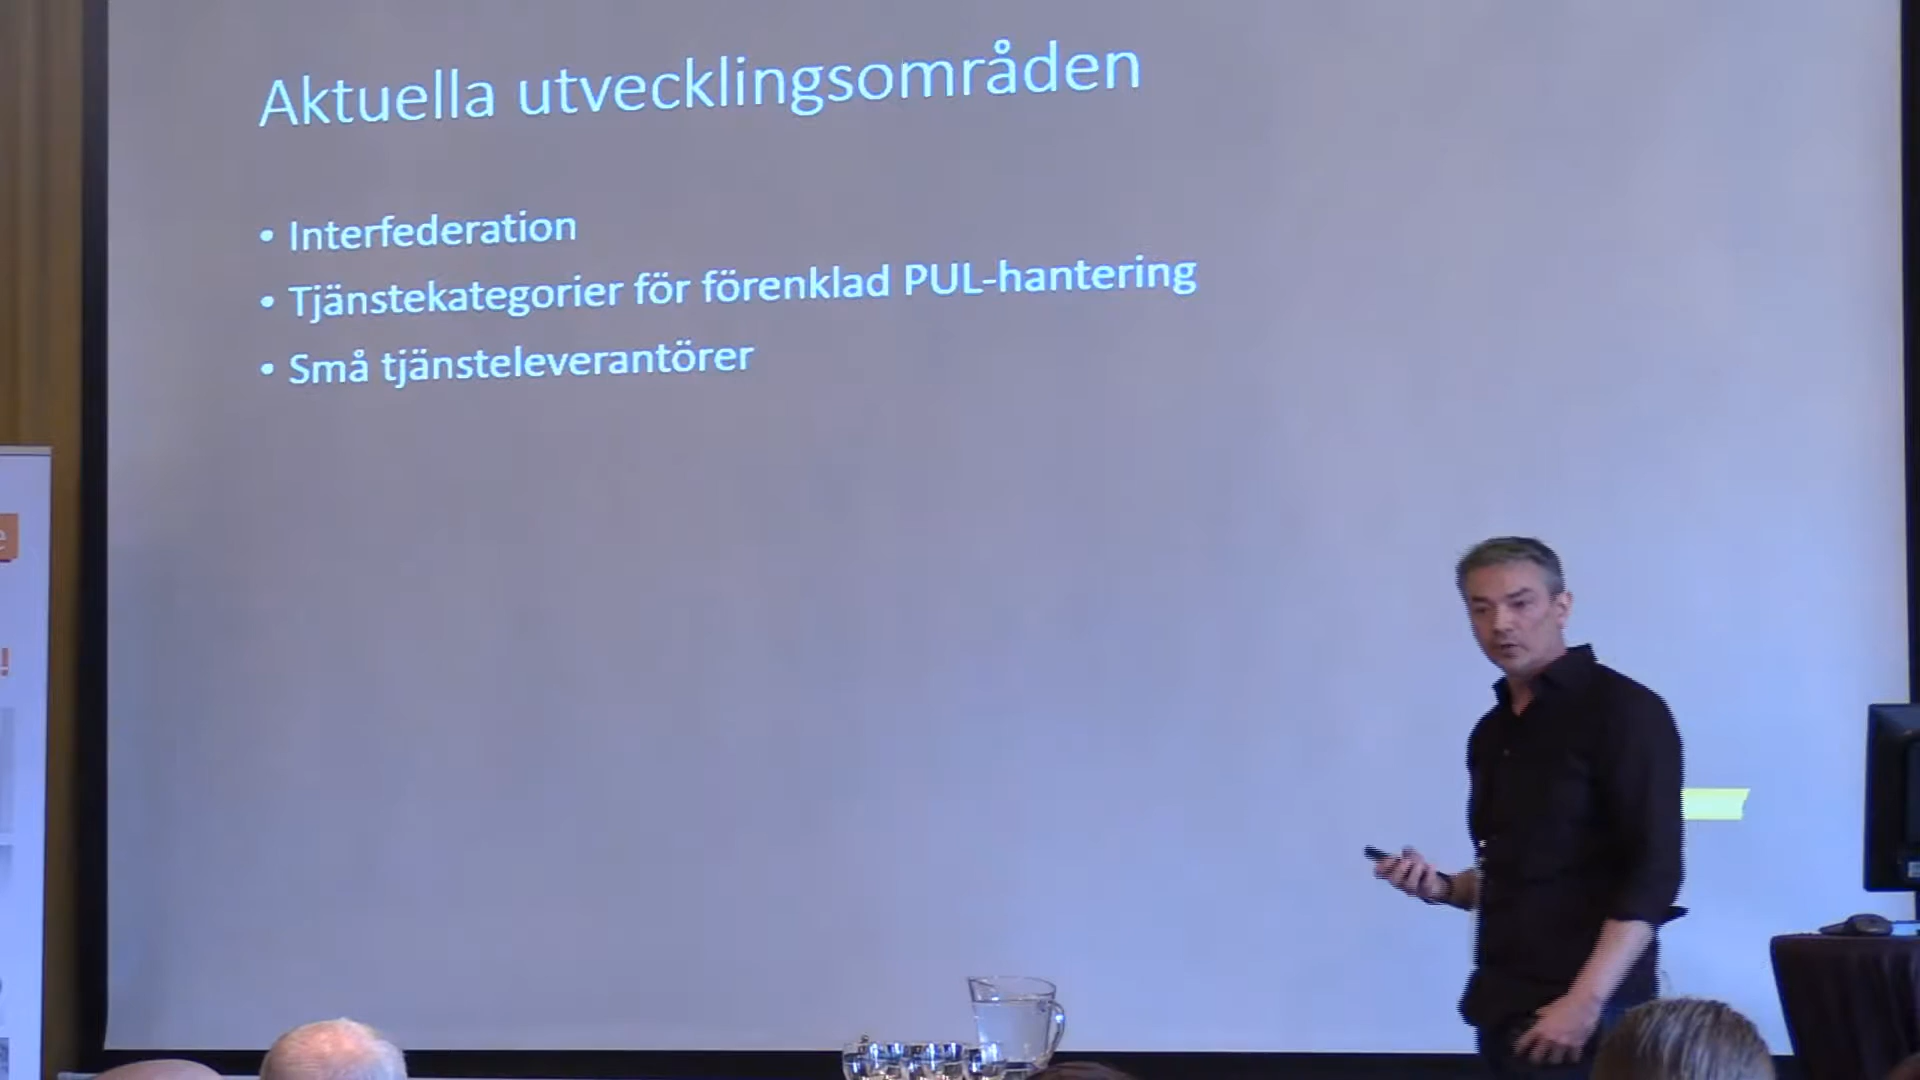 Aktuella utvecklingsområden
• Interfederation
• Tjänstekategorier för förenklad PUL-hantering
• Små tjänsteleverantörer
e
!